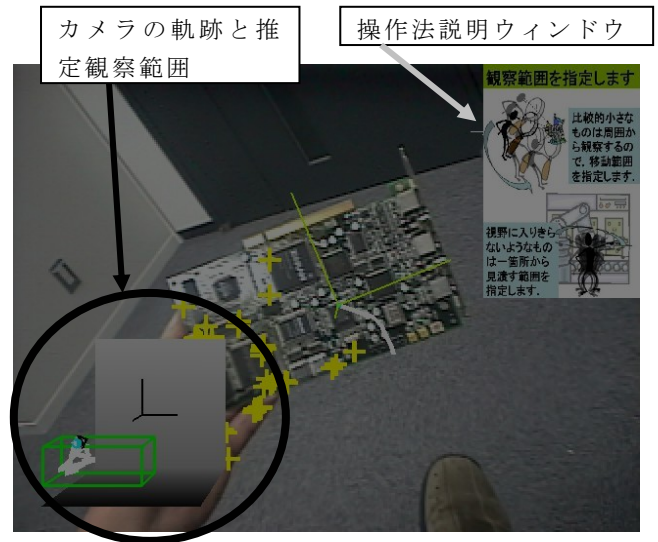 カメラの軌跡と推
定観察範囲
操作法説明ウィンドウ
観察範囲を指定します
比較的小さな
ものは周囲か
ら観察するの
で、移動範囲
を指定します.
視野に入りきら
ないようなもの
は一箇所から
見渡す範囲を
指定します.